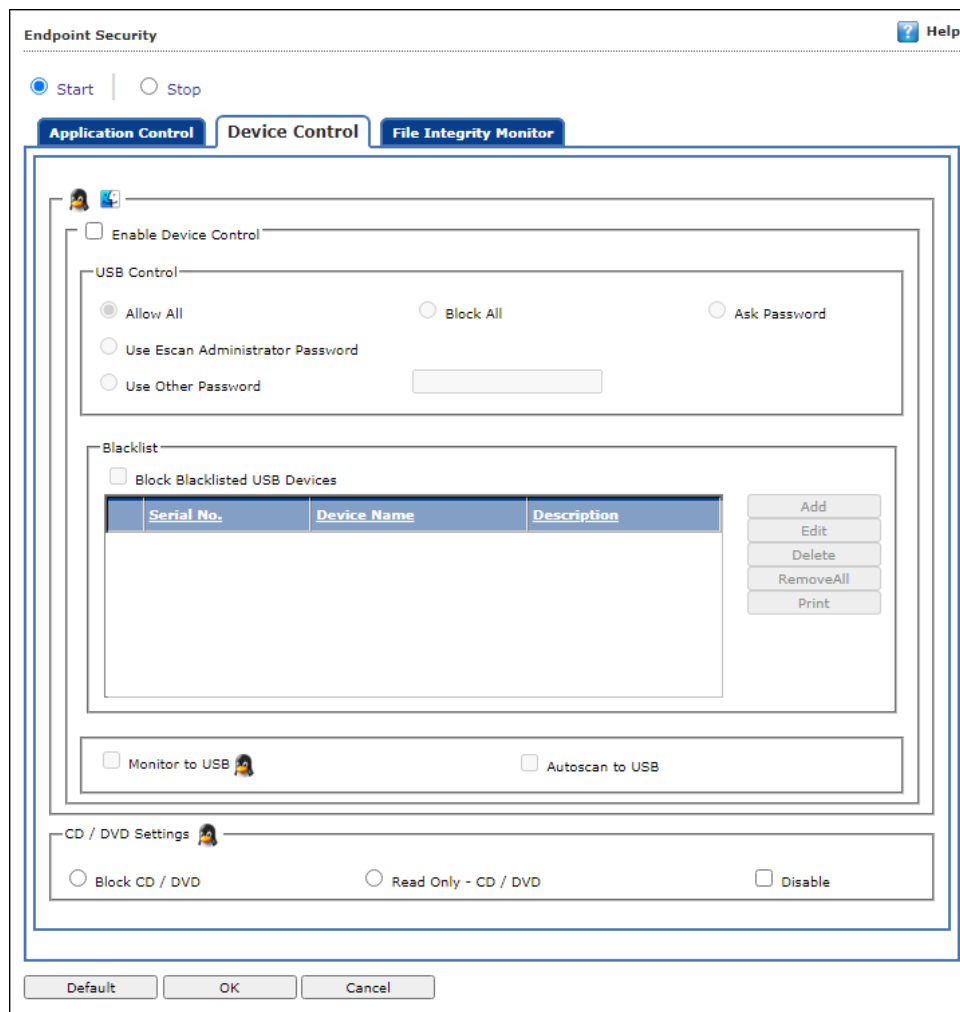 Endpoint Security
? Help
Start Stop
Application Control Device Control File Integrity Monitor
Enable Device Control
USB Control
Allow All Block All Ask Password
Use Escan Administrator Password
Use Other Password
Blacklist
Block Blacklisted USB Devices
Serial No. Device Name Description
Add
Edit
Delete
RemoveAll
Print
Monitor to USB Autoscan to USB
CD / DVD Settings
Block CD / DVD Read Only - CD / DVD Disable
Default OK Cancel